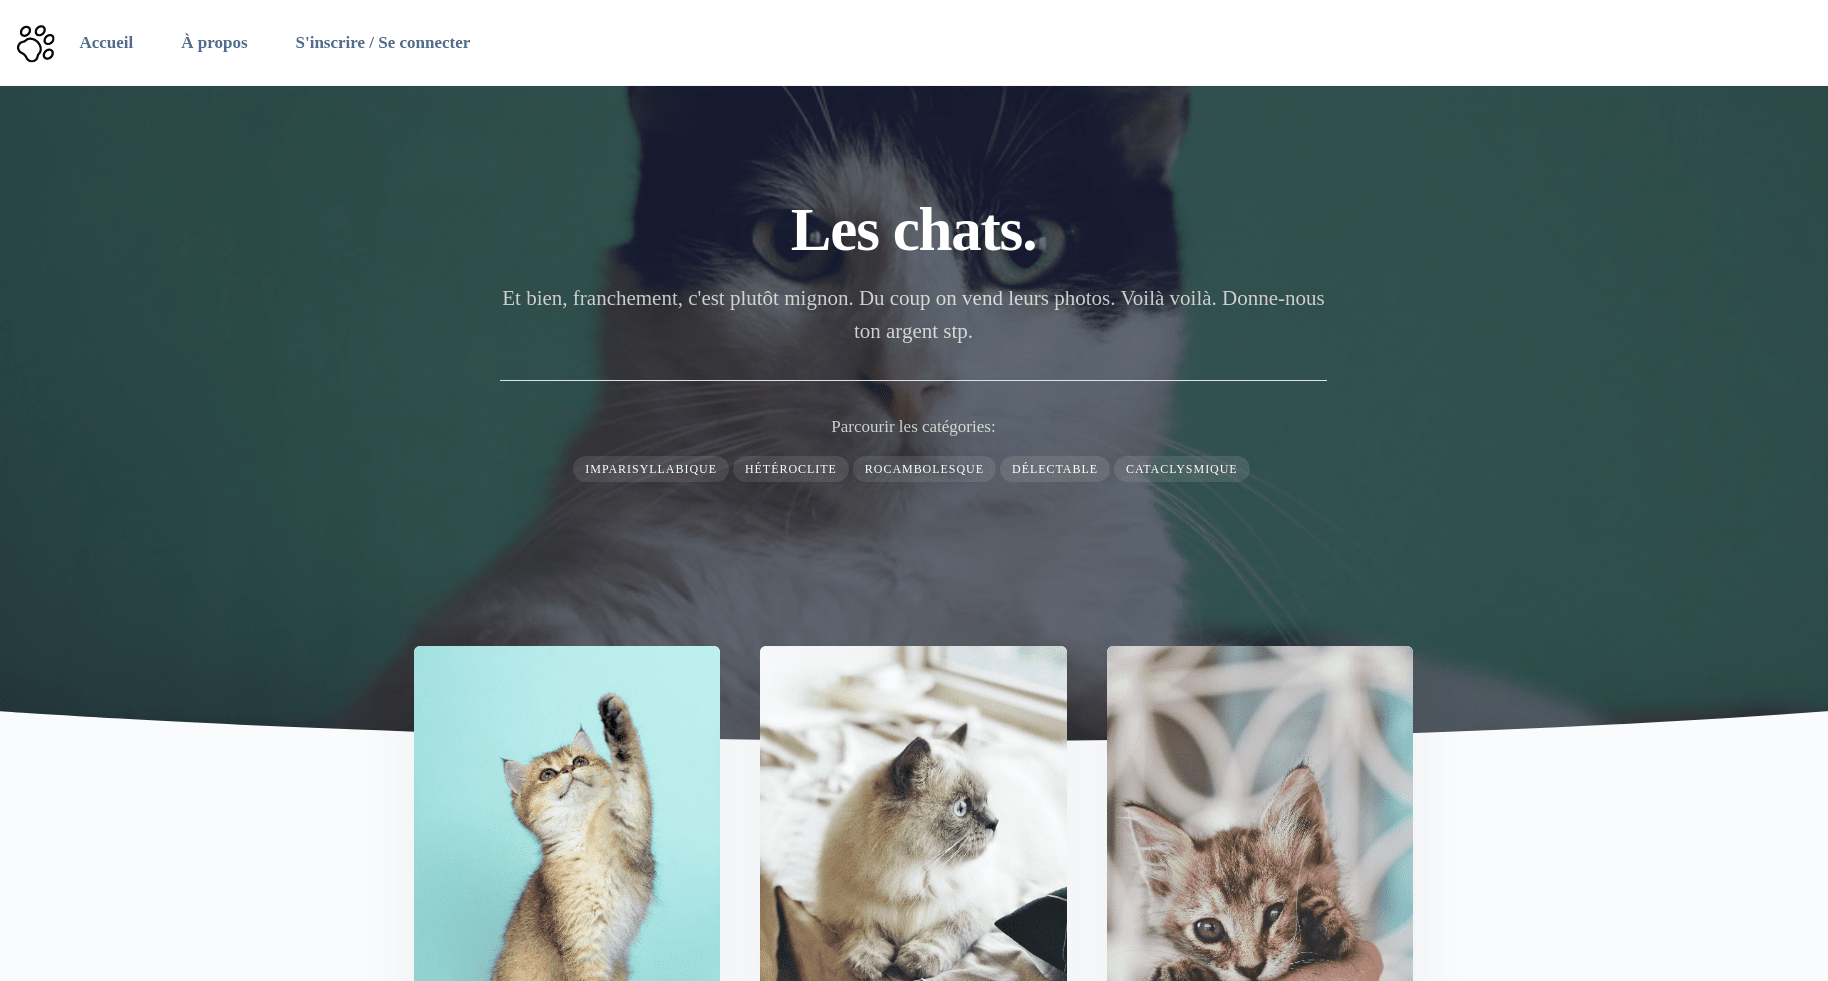 Accueil À propos S'inscrire / Se connecter
Les chats.
Et bien, franchement, c'est plutôt mignon. Du coup on vend leurs photos. Voilà voilà. Donne-nous
ton argent stp.
Parcourir les catégories:
IMPARISYLLABIQUE HÉTÉROCLITE ROCAMBOLESQUE DÉLECTABLE CATACLYSMIQUE